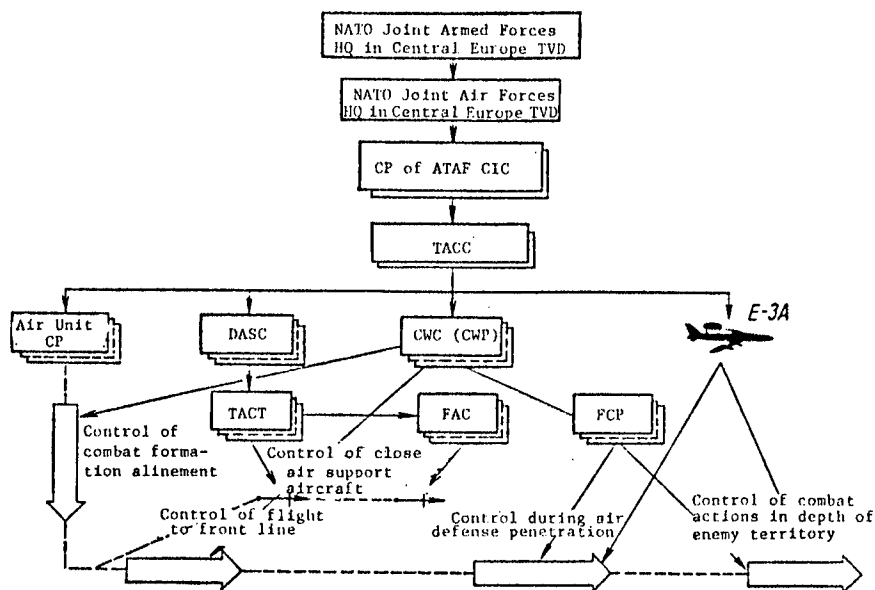 NATO Joint Armed Forces
HQ in Central Europe TVD
NATO Joint Air Forces
HQ in Central Europe TVD
CP of ATAF CIC
TACC
Air Unit
CP
DASC
CWC (CWP)
E-3A
TACT
FAC
FCP
Control of
combat forma-
tion alinement
Control of close
air support
aircraft
Control of flight
to front line
Control during air
defense penetration
Control of combat
actions in depth of
enemy territory